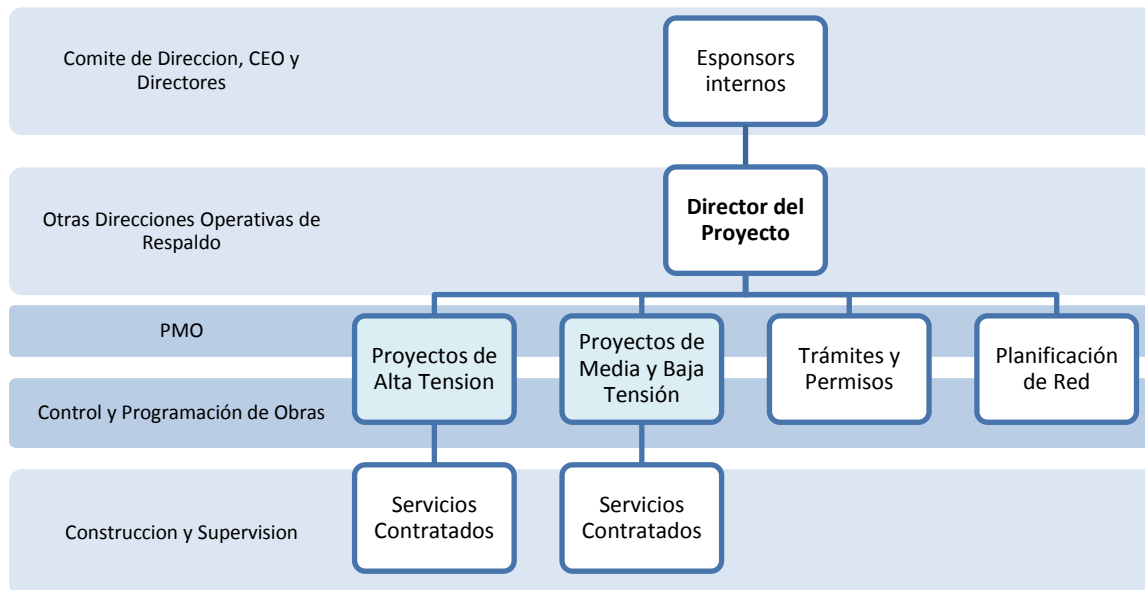 Comite de Direccion, CEO y
Directores
Esponsors
internos
Otras Direcciones Operativas de
Respaldo
Director del
Proyecto
PMO
Control y Programación de Obras
Proyectos de
Alta Tension
Proyectos de
Media y Baja
Tensión
Trámites y
Permisos
Planificación
de Red
Construccion y Supervision
Servicios
Contratados
Servicios
Contratados